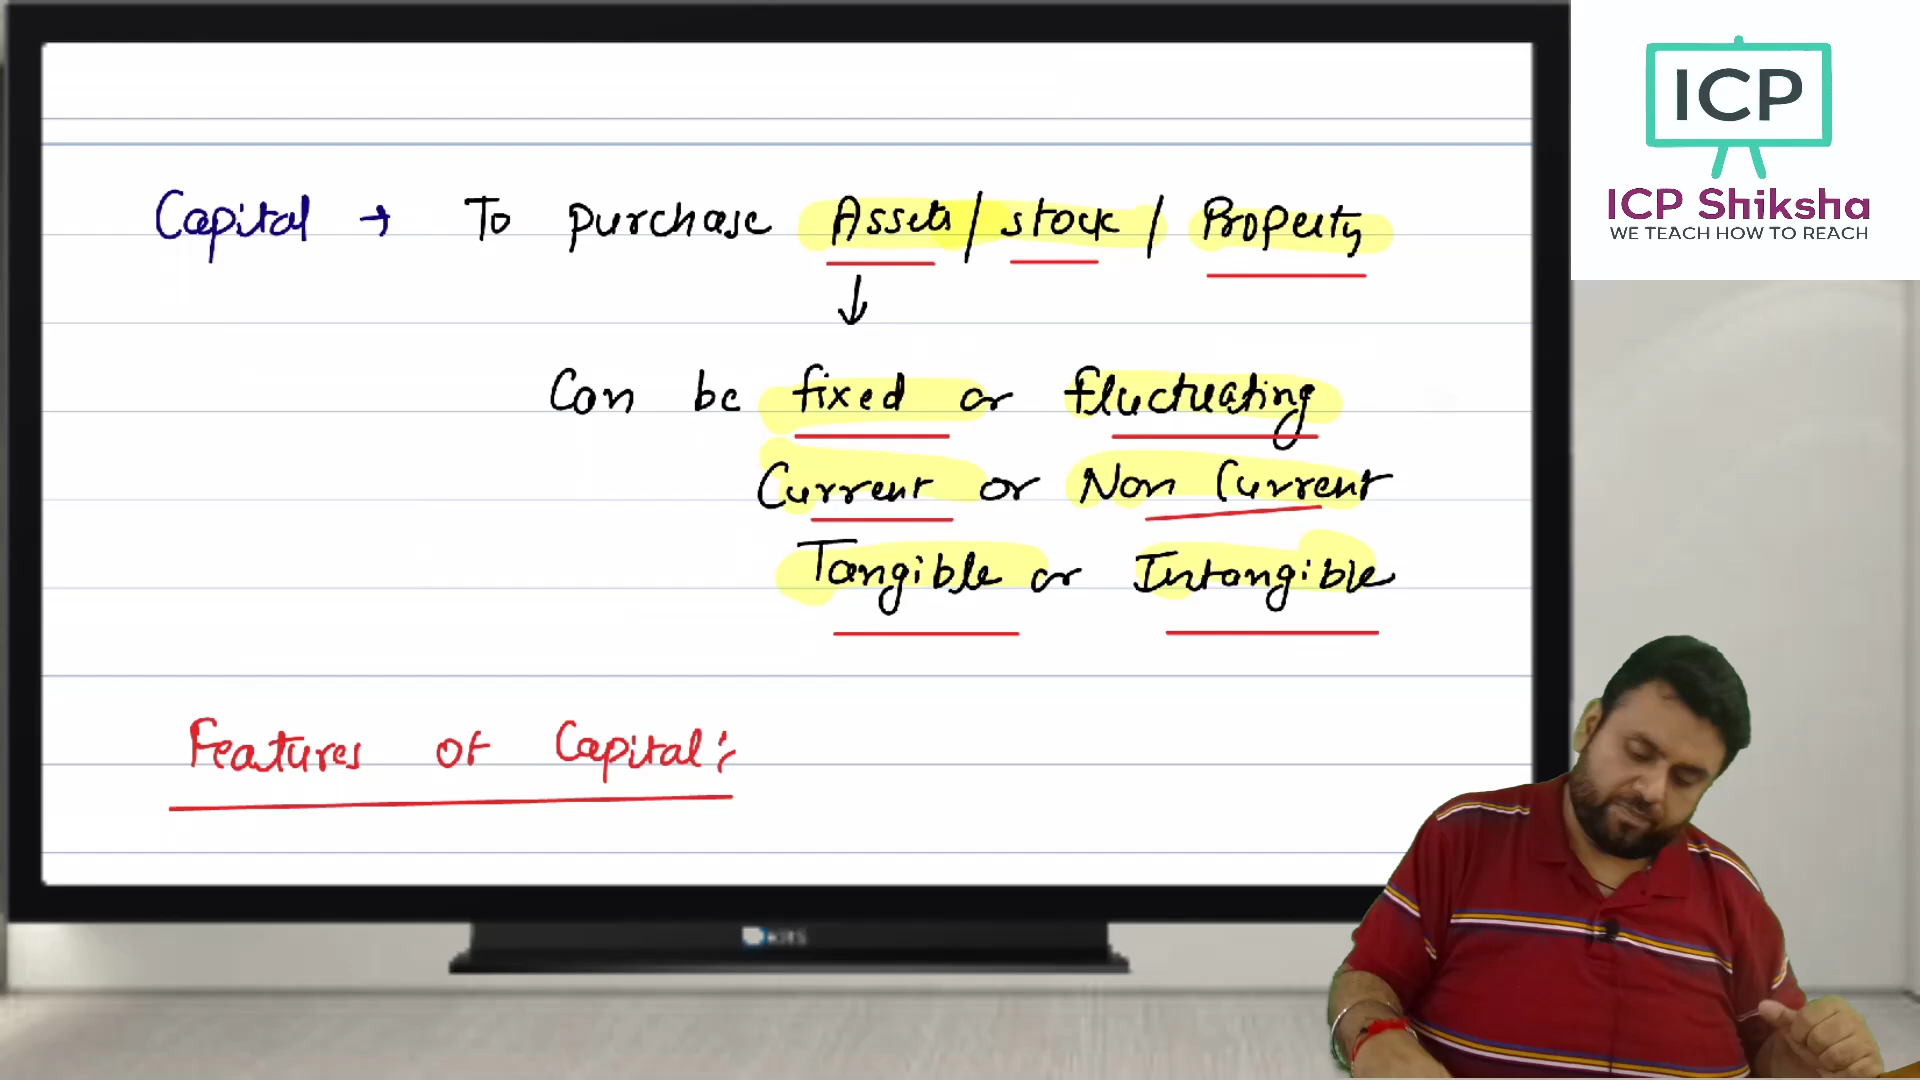 Capital → To purchase Assets / stock / Property
↓
Can be fixed or fluctuating
Current or Non Current
Tangible or Intangible
Features of Capital:-
ICP
ICP Shiksha
WE TEACH HOW TO REACH